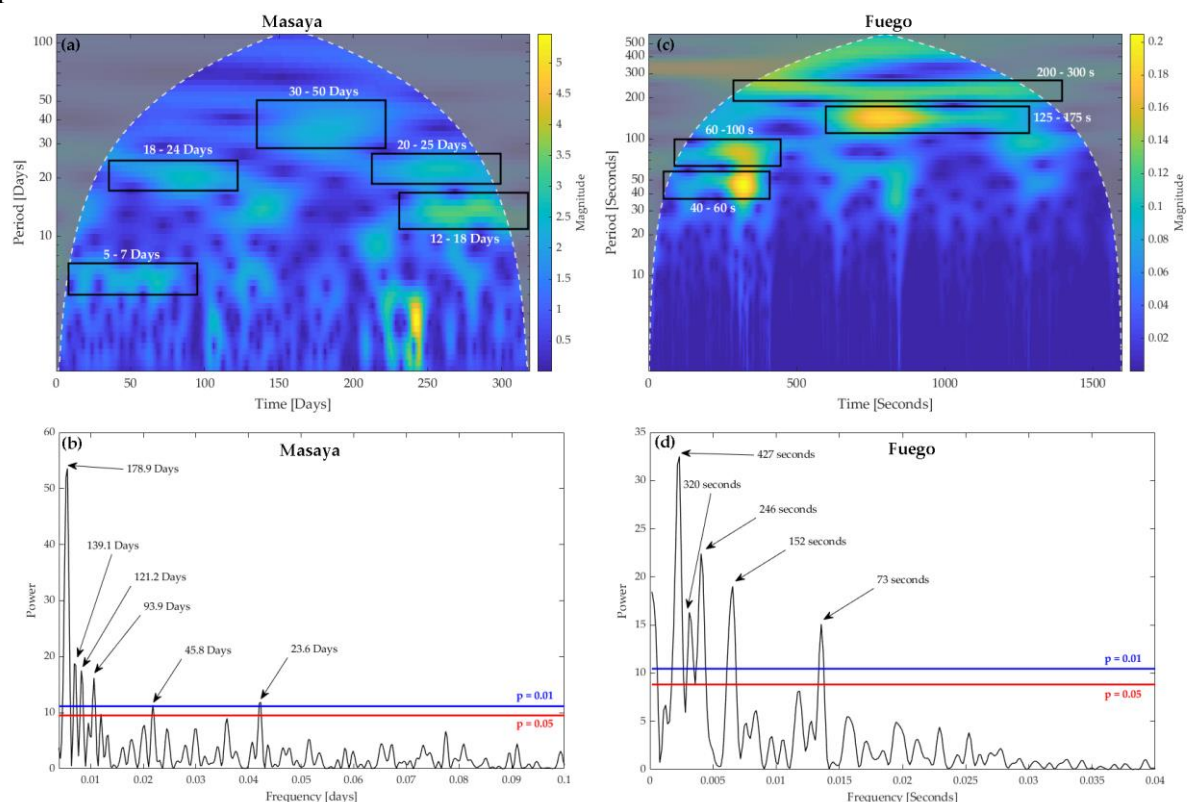 Masaya
(a)
100
50
40
30
20
10
Period [Days]
30 - 50 Days
18 - 24 Days
20 - 25 Days
12 - 18 Days
5 - 7 Days
0
50
100
150
200
250
300
Time [Days]
5
4.5
4
3.5
3
2.5
2
1.5
1
0.5
Magnitude
Fuego
(c)
500
400
300
200
100
50
40
30
20
10
Period [Seconds]
200 - 300 s
125 - 175 s
60 -100 s
40 - 60 s
0
500
1000
1500
Time [Seconds]
0.2
0.18
0.16
0.14
0.12
0.1
0.08
0.06
0.04
0.02
Magnitude
(b)
Masaya
60
50
40
30
20
10
0
Power
178.9 Days
139.1 Days
121.2 Days
93.9 Days
45.8 Days
23.6 Days
p = 0.01
p = 0.05
0.01
0.02
0.03
0.04
0.05
0.06
0.07
0.08
0.09
0.1
Frequency [days]
(d)
Fuego
35
30
25
20
15
10
5
0
Power
427 seconds
320 seconds
246 seconds
152 seconds
73 seconds
p = 0.01
p = 0.05
0
0.005
0.01
0.015
0.02
0.025
0.03
0.035
0.04
Frequency [Seconds]